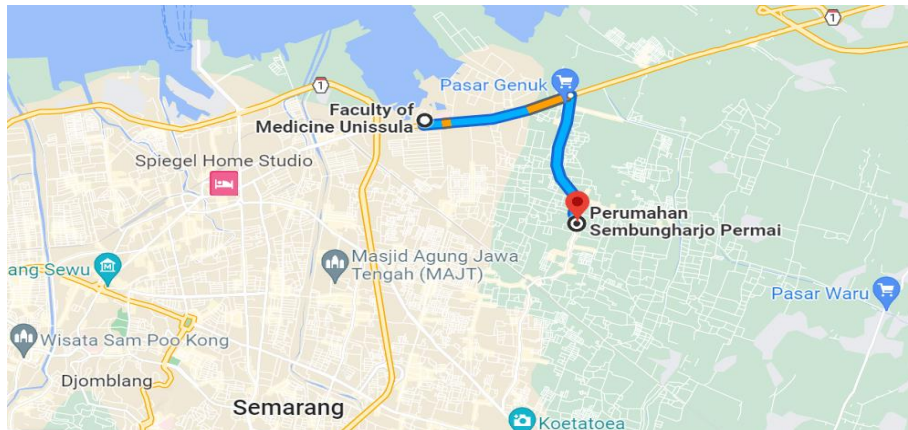 1
Pasar Genuk
1
Faculty of
Medicine Unissula
Spiegel Home Studio
Perumahan
Sembungharjo Permai
Masjid Agung Jawa
Tengah (MAJT)
ang Sewu
Pasar Waru
Wisata Sam Poo Kong
Djomblang
Semarang
Koetatoea